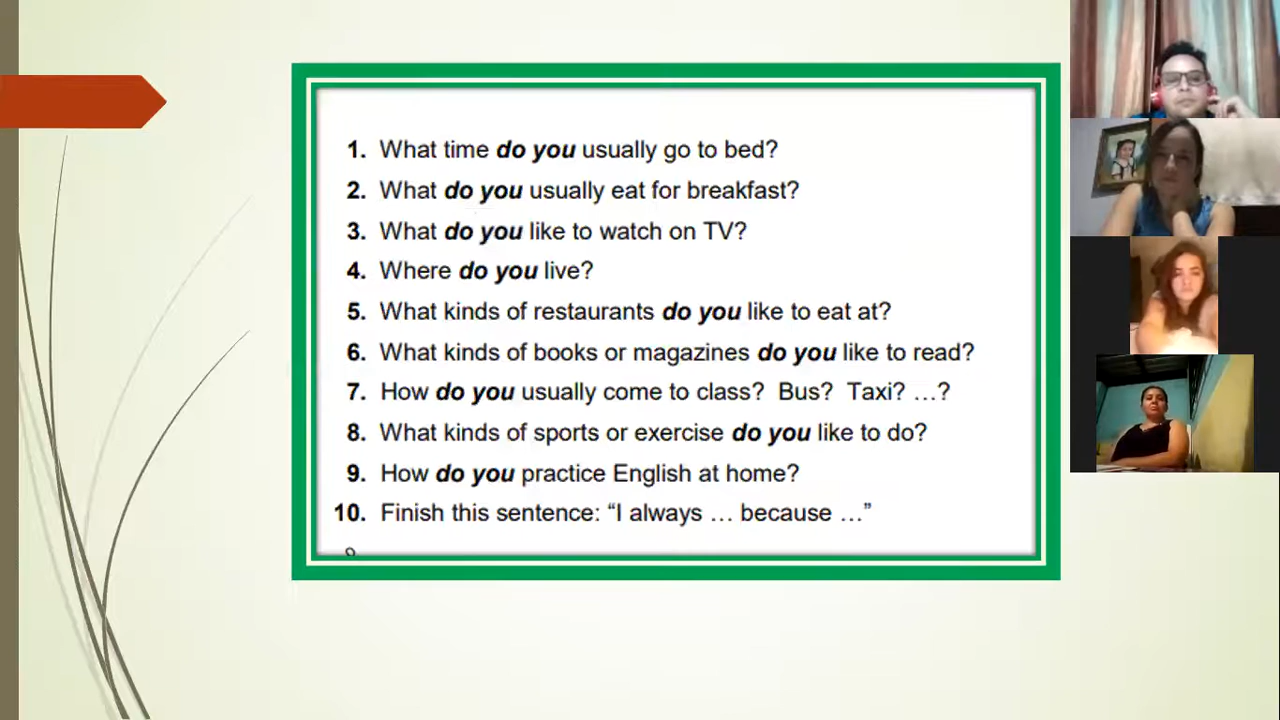 1. What time do you usually go to bed?
2. What do you usually eat for breakfast?
3. What do you like to watch on TV?
4. Where do you live?
5. What kinds of restaurants do you like to eat at?
6. What kinds of books or magazines do you like to read?
7. How do you usually come to class? Bus? Taxi? …?
8. What kinds of sports or exercise do you like to do?
9. How do you practice English at home?
10. Finish this sentence: “I always … because …”